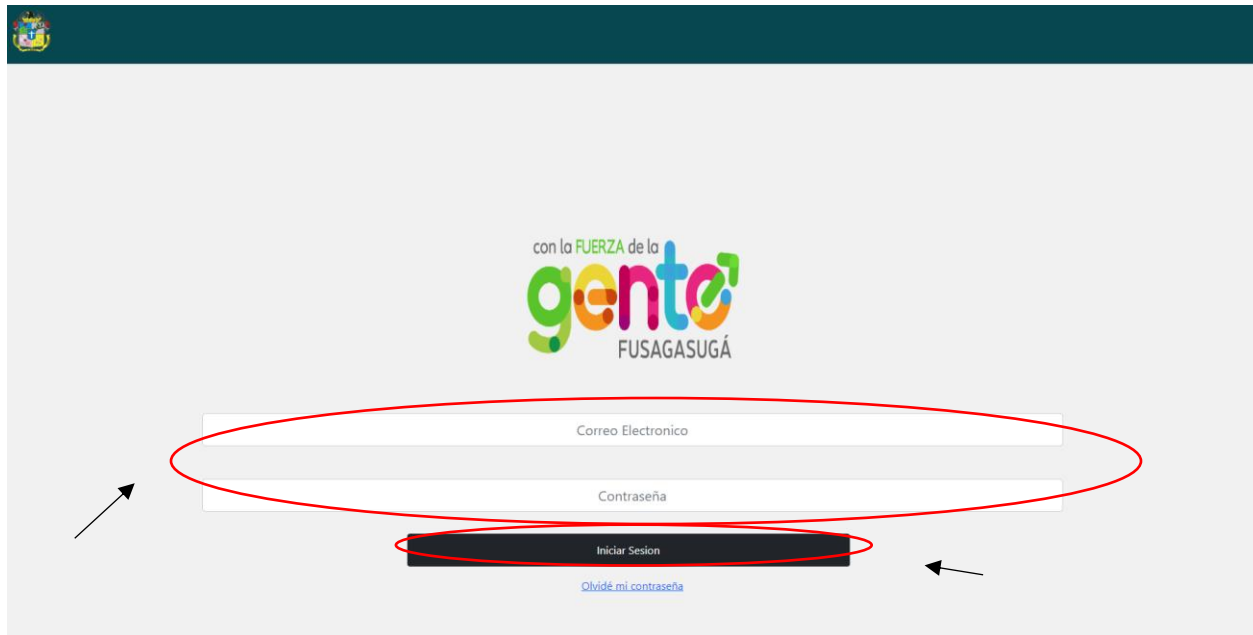 con la FUERZA de la
gente
FUSAGASUGÁ
Correo Electronico
Contraseña
Iniciar Sesion
Olvidé mi contraseña